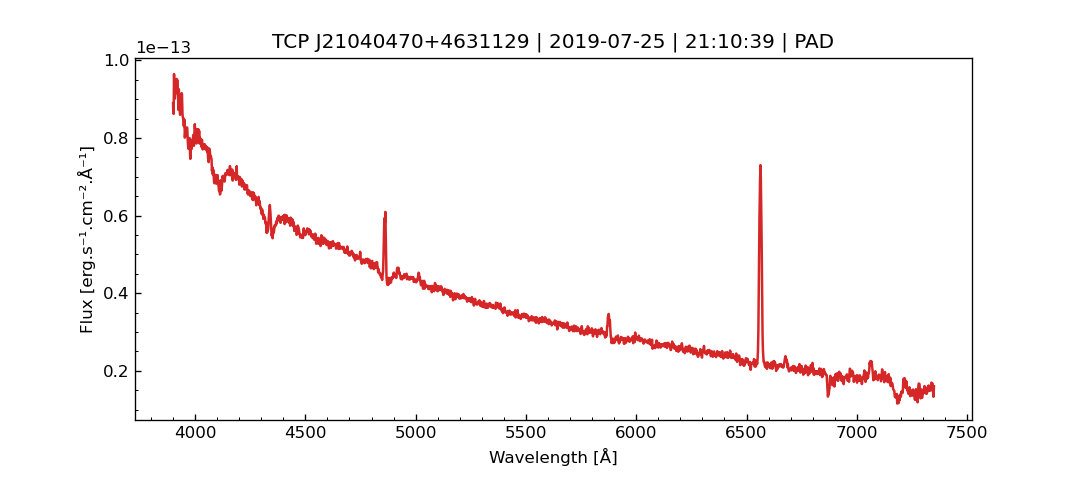 TCP J21040470+4631129 | 2019-07-25 | 21:10:39 | PAD
1e−13
1.0
0.8
0.6
0.4
0.2
Flux [erg.s⁻¹.cm⁻².Å⁻¹]
4000 4500 5000 5500 6000 6500 7000 7500
Wavelength [Å]